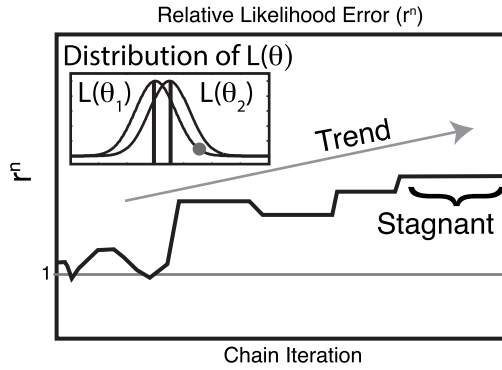 Relative Likelihood Error (rⁿ)
Distribution of L(θ)
L(θ₁) L(θ₂)
Trend
rⁿ
Stagnant
1
Chain Iteration